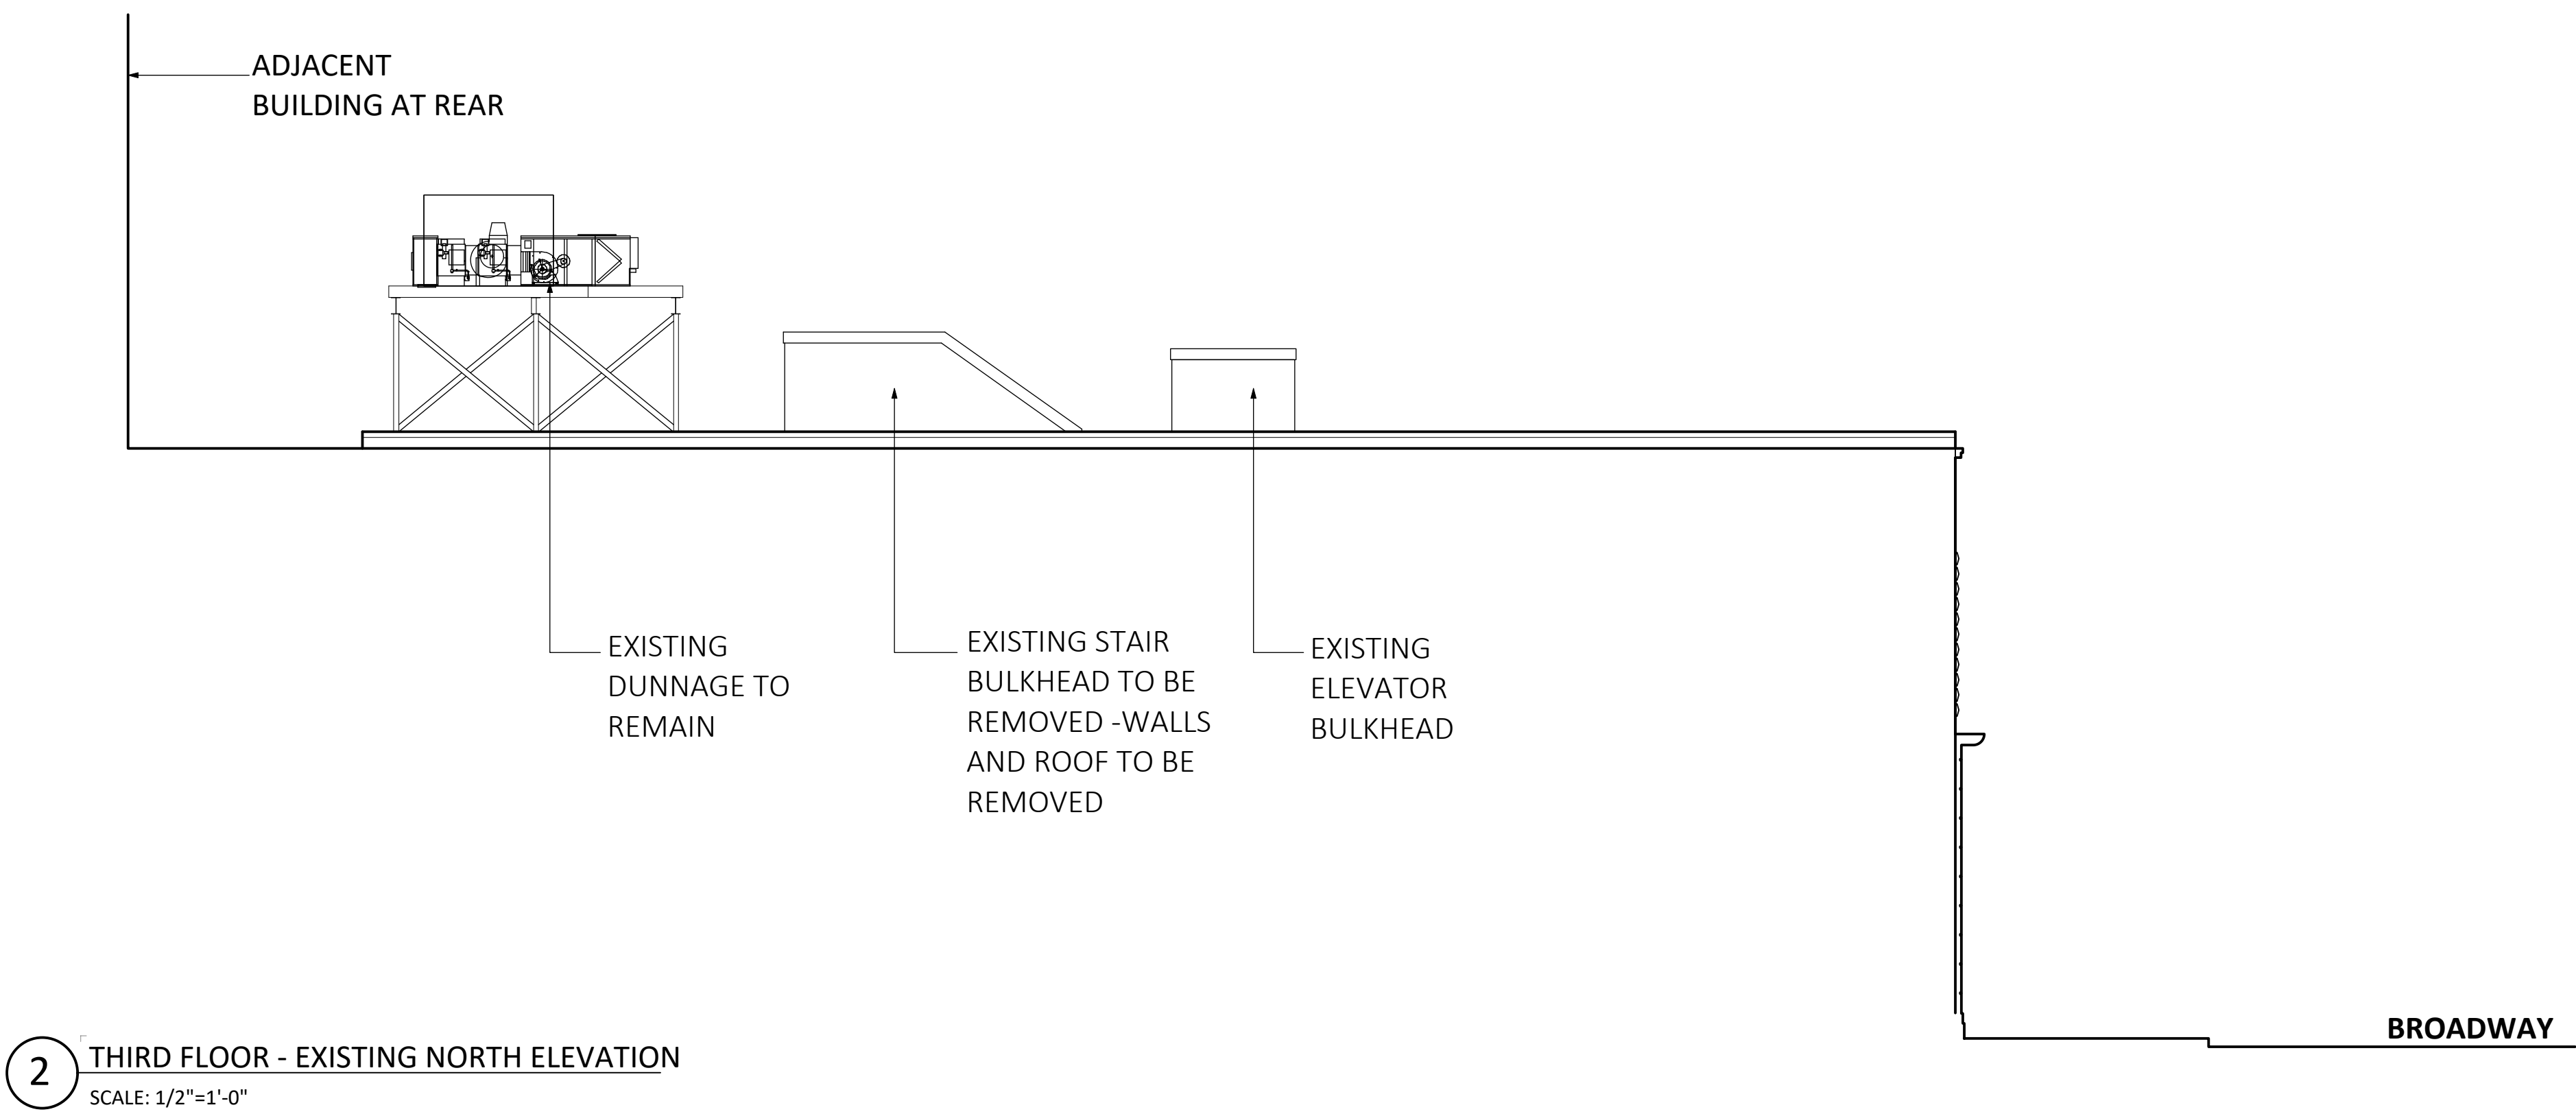 ADJACENT
BUILDING AT REAR
EXISTING
DUNNAGE TO
REMAIN
EXISTING STAIR
BULKHEAD TO BE
REMOVED -WALLS
AND ROOF TO BE
REMOVED
EXISTING
ELEVATOR
BULKHEAD
BROADWAY
2
THIRD FLOOR - EXISTING NORTH ELEVATION
SCALE: 1/2"=1'-0"